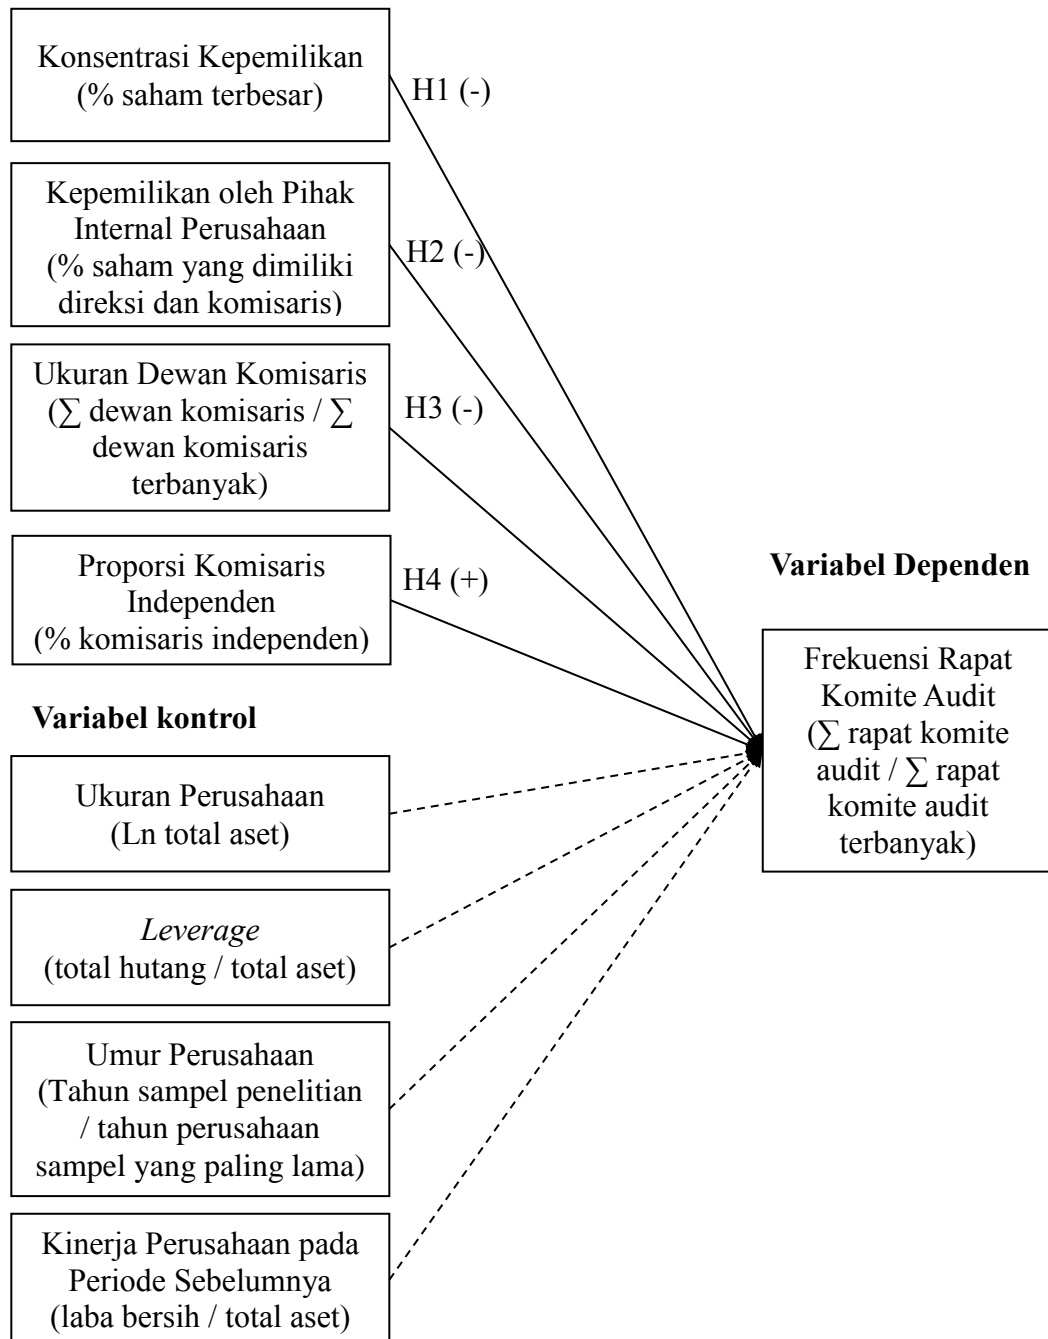 Konsentrasi Kepemilikan
(% saham terbesar)
H1 (-)
Kepemilikan oleh Pihak
Internal Perusahaan
(% saham yang dimiliki
direksi dan komisaris)
H2 (-)
Ukuran Dewan Komisaris
(∑ dewan komisaris / ∑
dewan komisaris
terbanyak)
H3 (-)
Proporsi Komisaris
Independen
(% komisaris independen)
H4 (+)
Variabel Dependen
Frekuensi Rapat
Komite Audit
(∑ rapat komite
audit / ∑ rapat
komite audit
terbanyak)
Variabel kontrol
Ukuran Perusahaan
(Ln total aset)
Leverage
(total hutang / total aset)
Umur Perusahaan
(Tahun sampel penelitian
/ tahun perusahaan
sampel yang paling lama)
Kinerja Perusahaan pada
Periode Sebelumnya
(laba bersih / total aset)